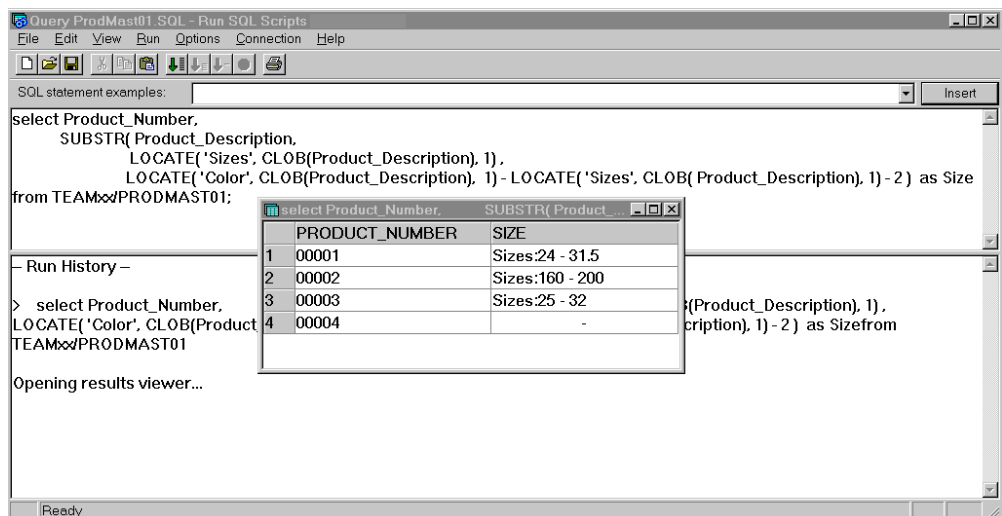 Query ProdMast01.SQL - Run SQL Scripts
File Edit View Run Options Connection Help
SQL statement examples:
Insert
select Product_Number,
SUBSTR( Product_Description,
LOCATE( 'Sizes', CLOB(Product_Description), 1) ,
LOCATE( 'Color', CLOB(Product_Description), 1) - LOCATE( 'Sizes', CLOB( Product_Description), 1) - 2 ) as Size
from TEAMxx/PRODMAST01;
select Product_Number, SUBSTR( Product_...
PRODUCT_NUMBER SIZE
1 00001 Sizes:24 - 31.5
2 00002 Sizes:160 - 200
3 00003 Sizes:25 - 32
4 00004 -
– Run History –
> select Product_Number, (Product_Description), 1) ,
LOCATE( 'Color', CLOB(Product cription), 1) - 2 ) as Sizefrom
TEAMxx/PRODMAST01
Opening results viewer...
Ready